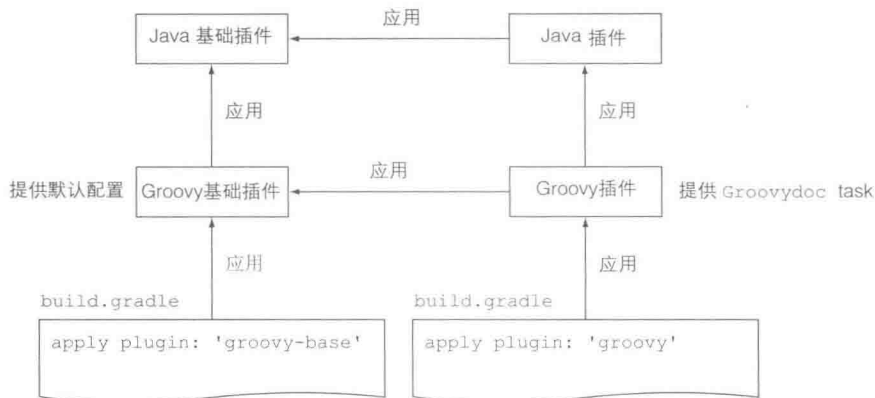 应用
Java 基础插件
Java 插件
应用
应用
应用
提供默认配置
Groovy基础插件
Groovy插件
提供 Groovydoc task
应用
应用
build.gradle
build.gradle
apply plugin: 'groovy-base'
apply plugin: 'groovy'